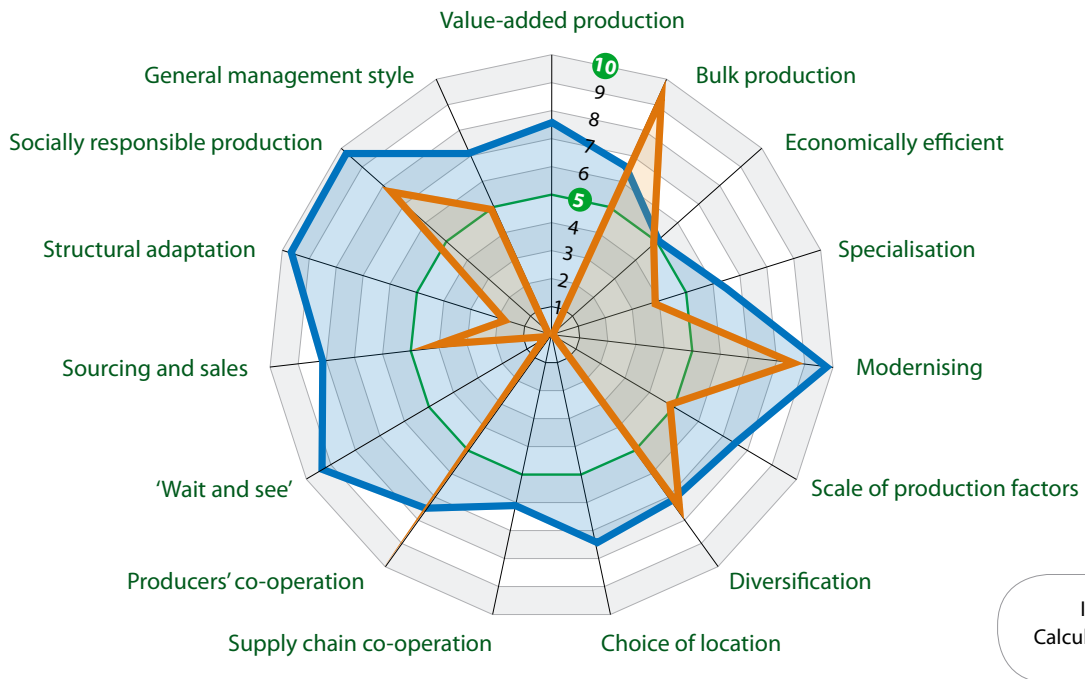 Value-added production
General management style
Bulk production
Socially responsible production
Economically efficient
Structural adaptation
Specialisation
Sourcing and sales
Modernising
'Wait and see'
Scale of production factors
Producers' co-operation
Diversification
Supply chain co-operation
Choice of location
10
9
8
7
6
5
4
3
2
1